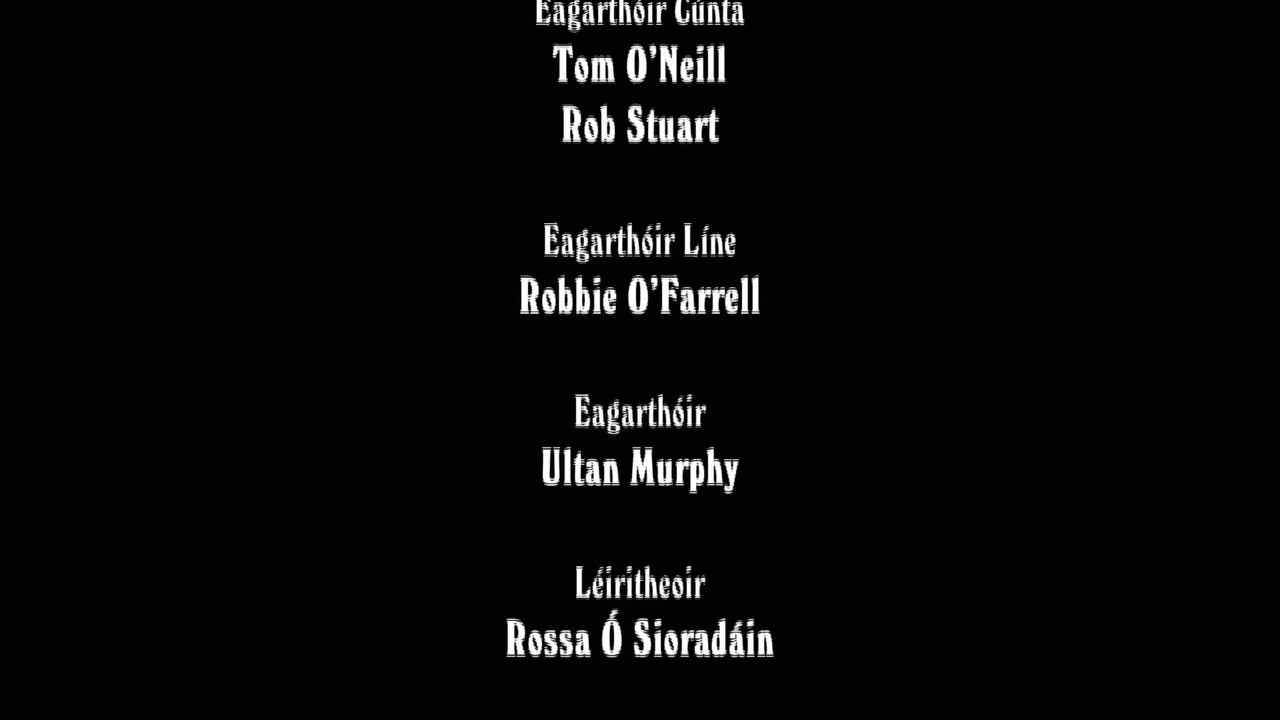 Eagarthóir Cúnta
Tom O'Neill
Rob Stuart
Eagarthóir Líne
Robbie O'Farrell
Eagarthóir
Ultan Murphy
Léiritheoir
Rossa Ó Sioradáin